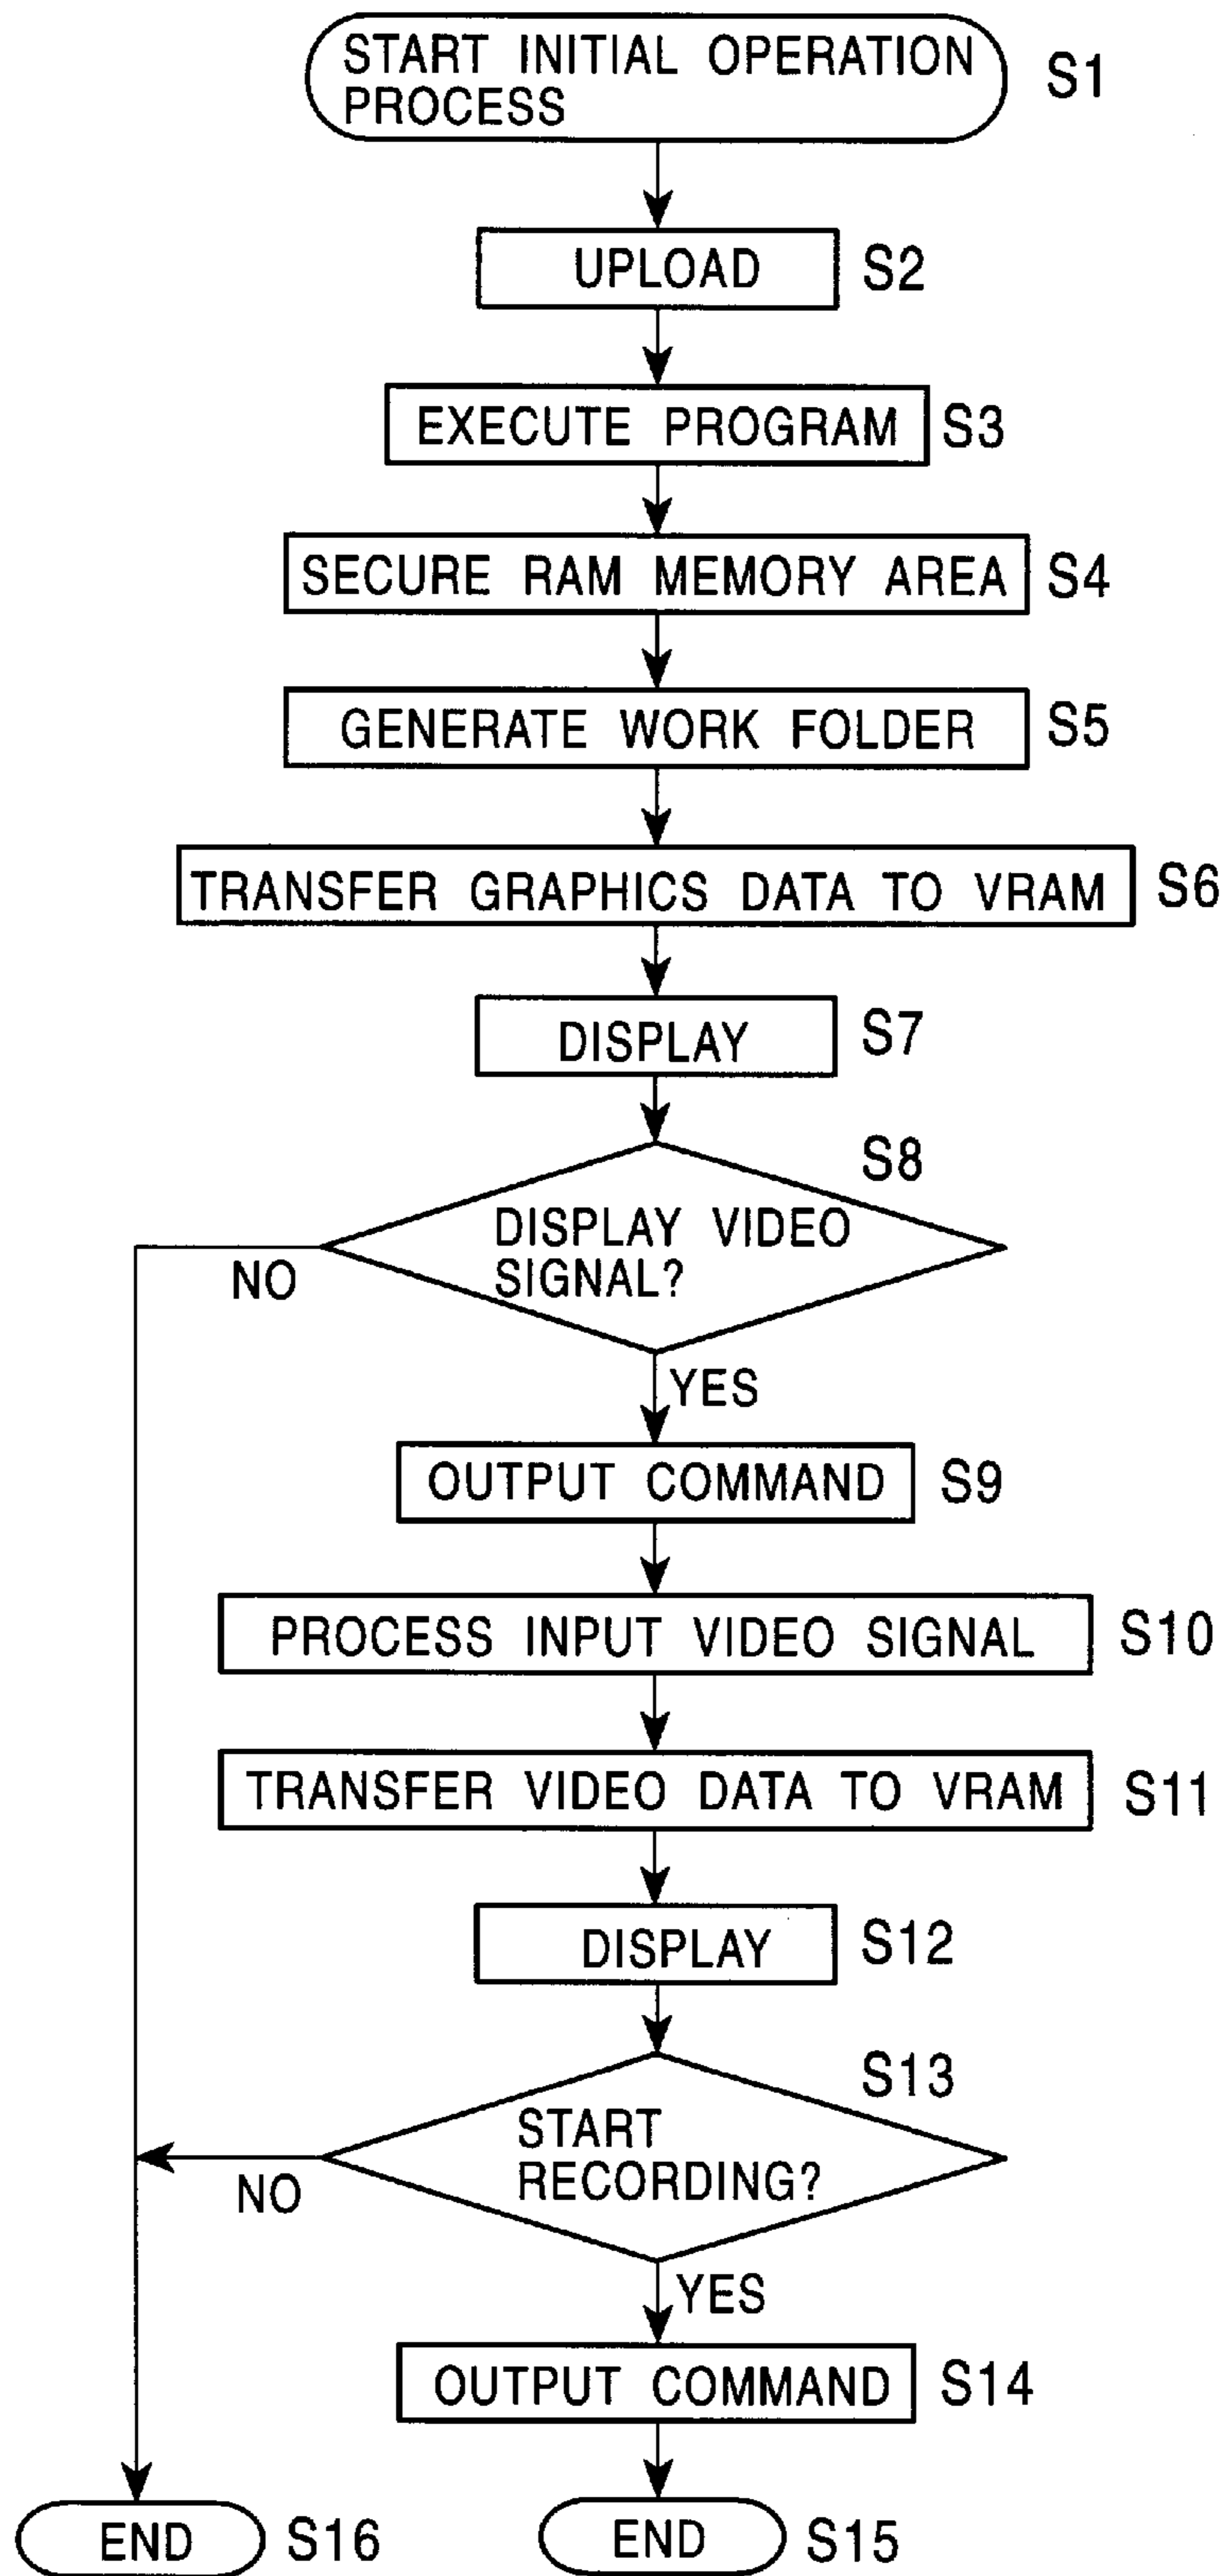 START INITIAL OPERATION
PROCESS
S1
UPLOAD
S2
EXECUTE PROGRAM
S3
SECURE RAM MEMORY AREA
S4
GENERATE WORK FOLDER
S5
TRANSFER GRAPHICS DATA TO VRAM
S6
DISPLAY
S7
S8
DISPLAY VIDEO
SIGNAL?
NO
YES
OUTPUT COMMAND
S9
PROCESS INPUT VIDEO SIGNAL
S10
TRANSFER VIDEO DATA TO VRAM
S11
DISPLAY
S12
S13
START
RECORDING?
NO
YES
OUTPUT COMMAND
S14
END
S16
END
S15